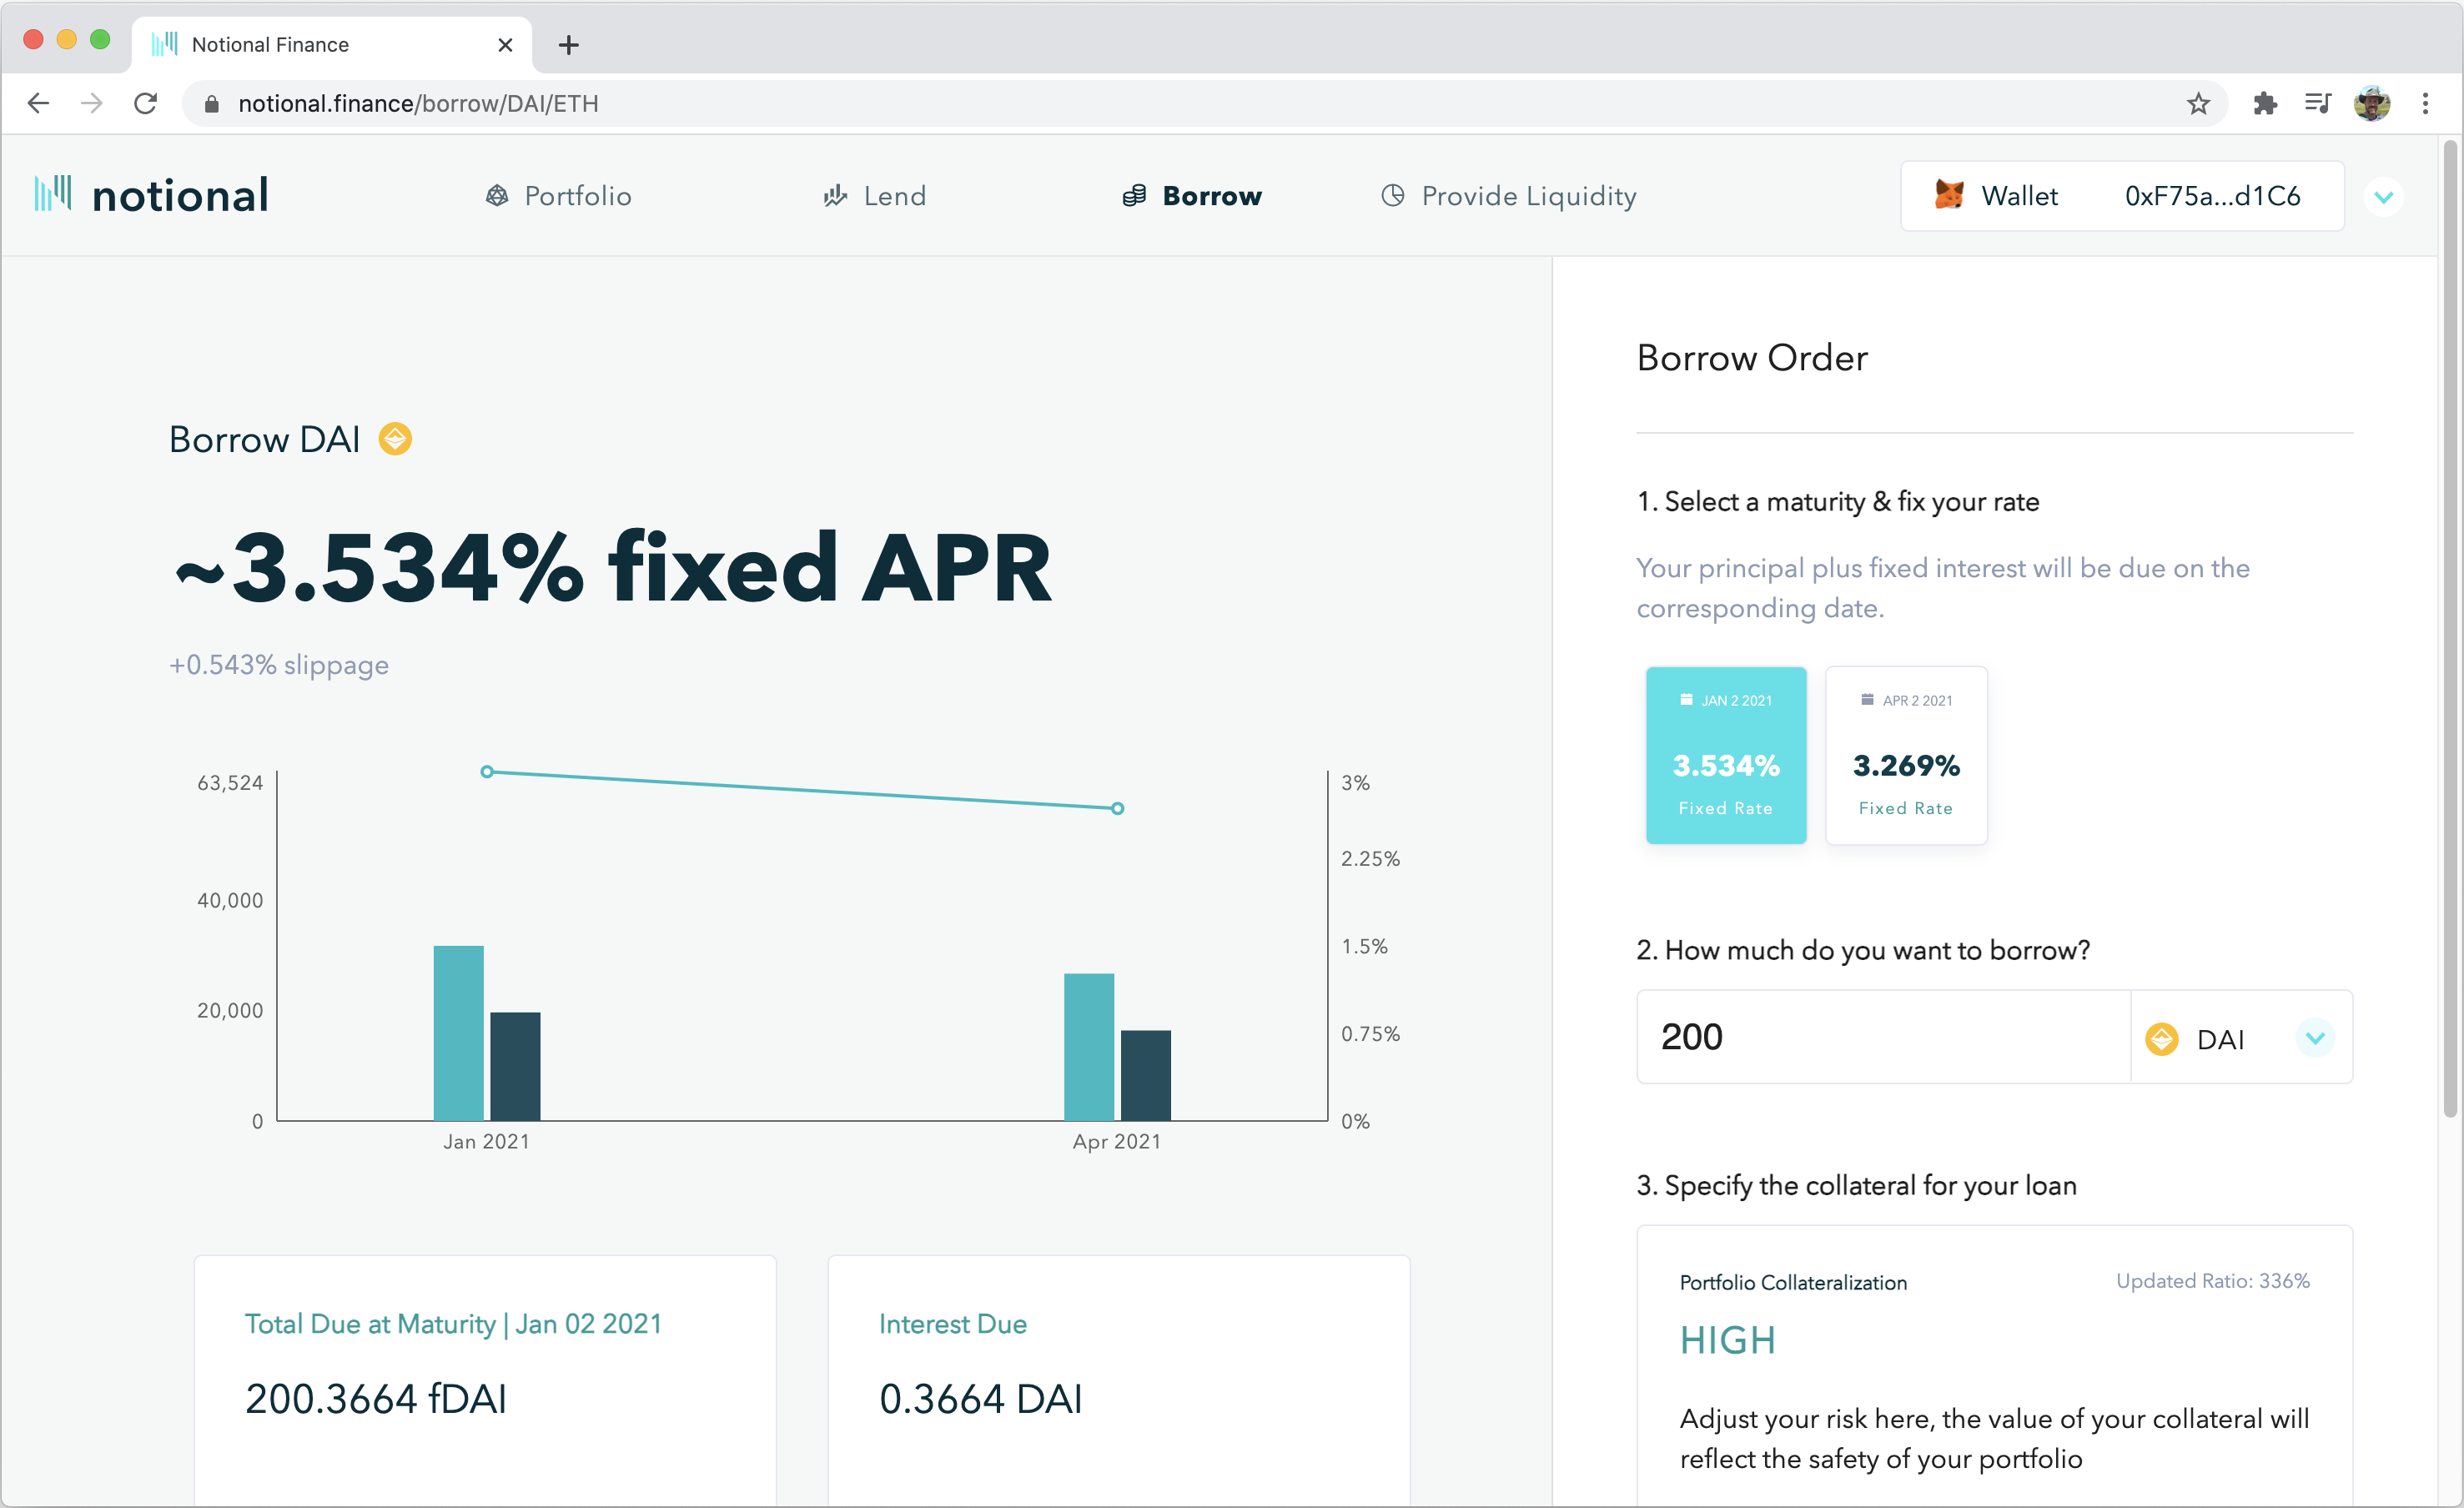 Notional Finance
notional.finance/borrow/DAI/ETH
notional
Portfolio
Lend
Borrow
Provide Liquidity
Wallet 0xF75a...d1C6
Borrow DAI
~3.534% fixed APR
+0.543% slippage
63,524
40,000
20,000
0
3%
2.25%
1.5%
0.75%
0%
Jan 2021
Apr 2021
Total Due at Maturity | Jan 02 2021
200.3664 fDAI
Interest Due
0.3664 DAI
Borrow Order
1. Select a maturity & fix your rate
Your principal plus fixed interest will be due on the
corresponding date.
JAN 2 2021
3.534%
Fixed Rate
APR 2 2021
3.269%
Fixed Rate
2. How much do you want to borrow?
200
DAI
3. Specify the collateral for your loan
Portfolio Collateralization
Updated Ratio: 336%
HIGH
Adjust your risk here, the value of your collateral will
reflect the safety of your portfolio